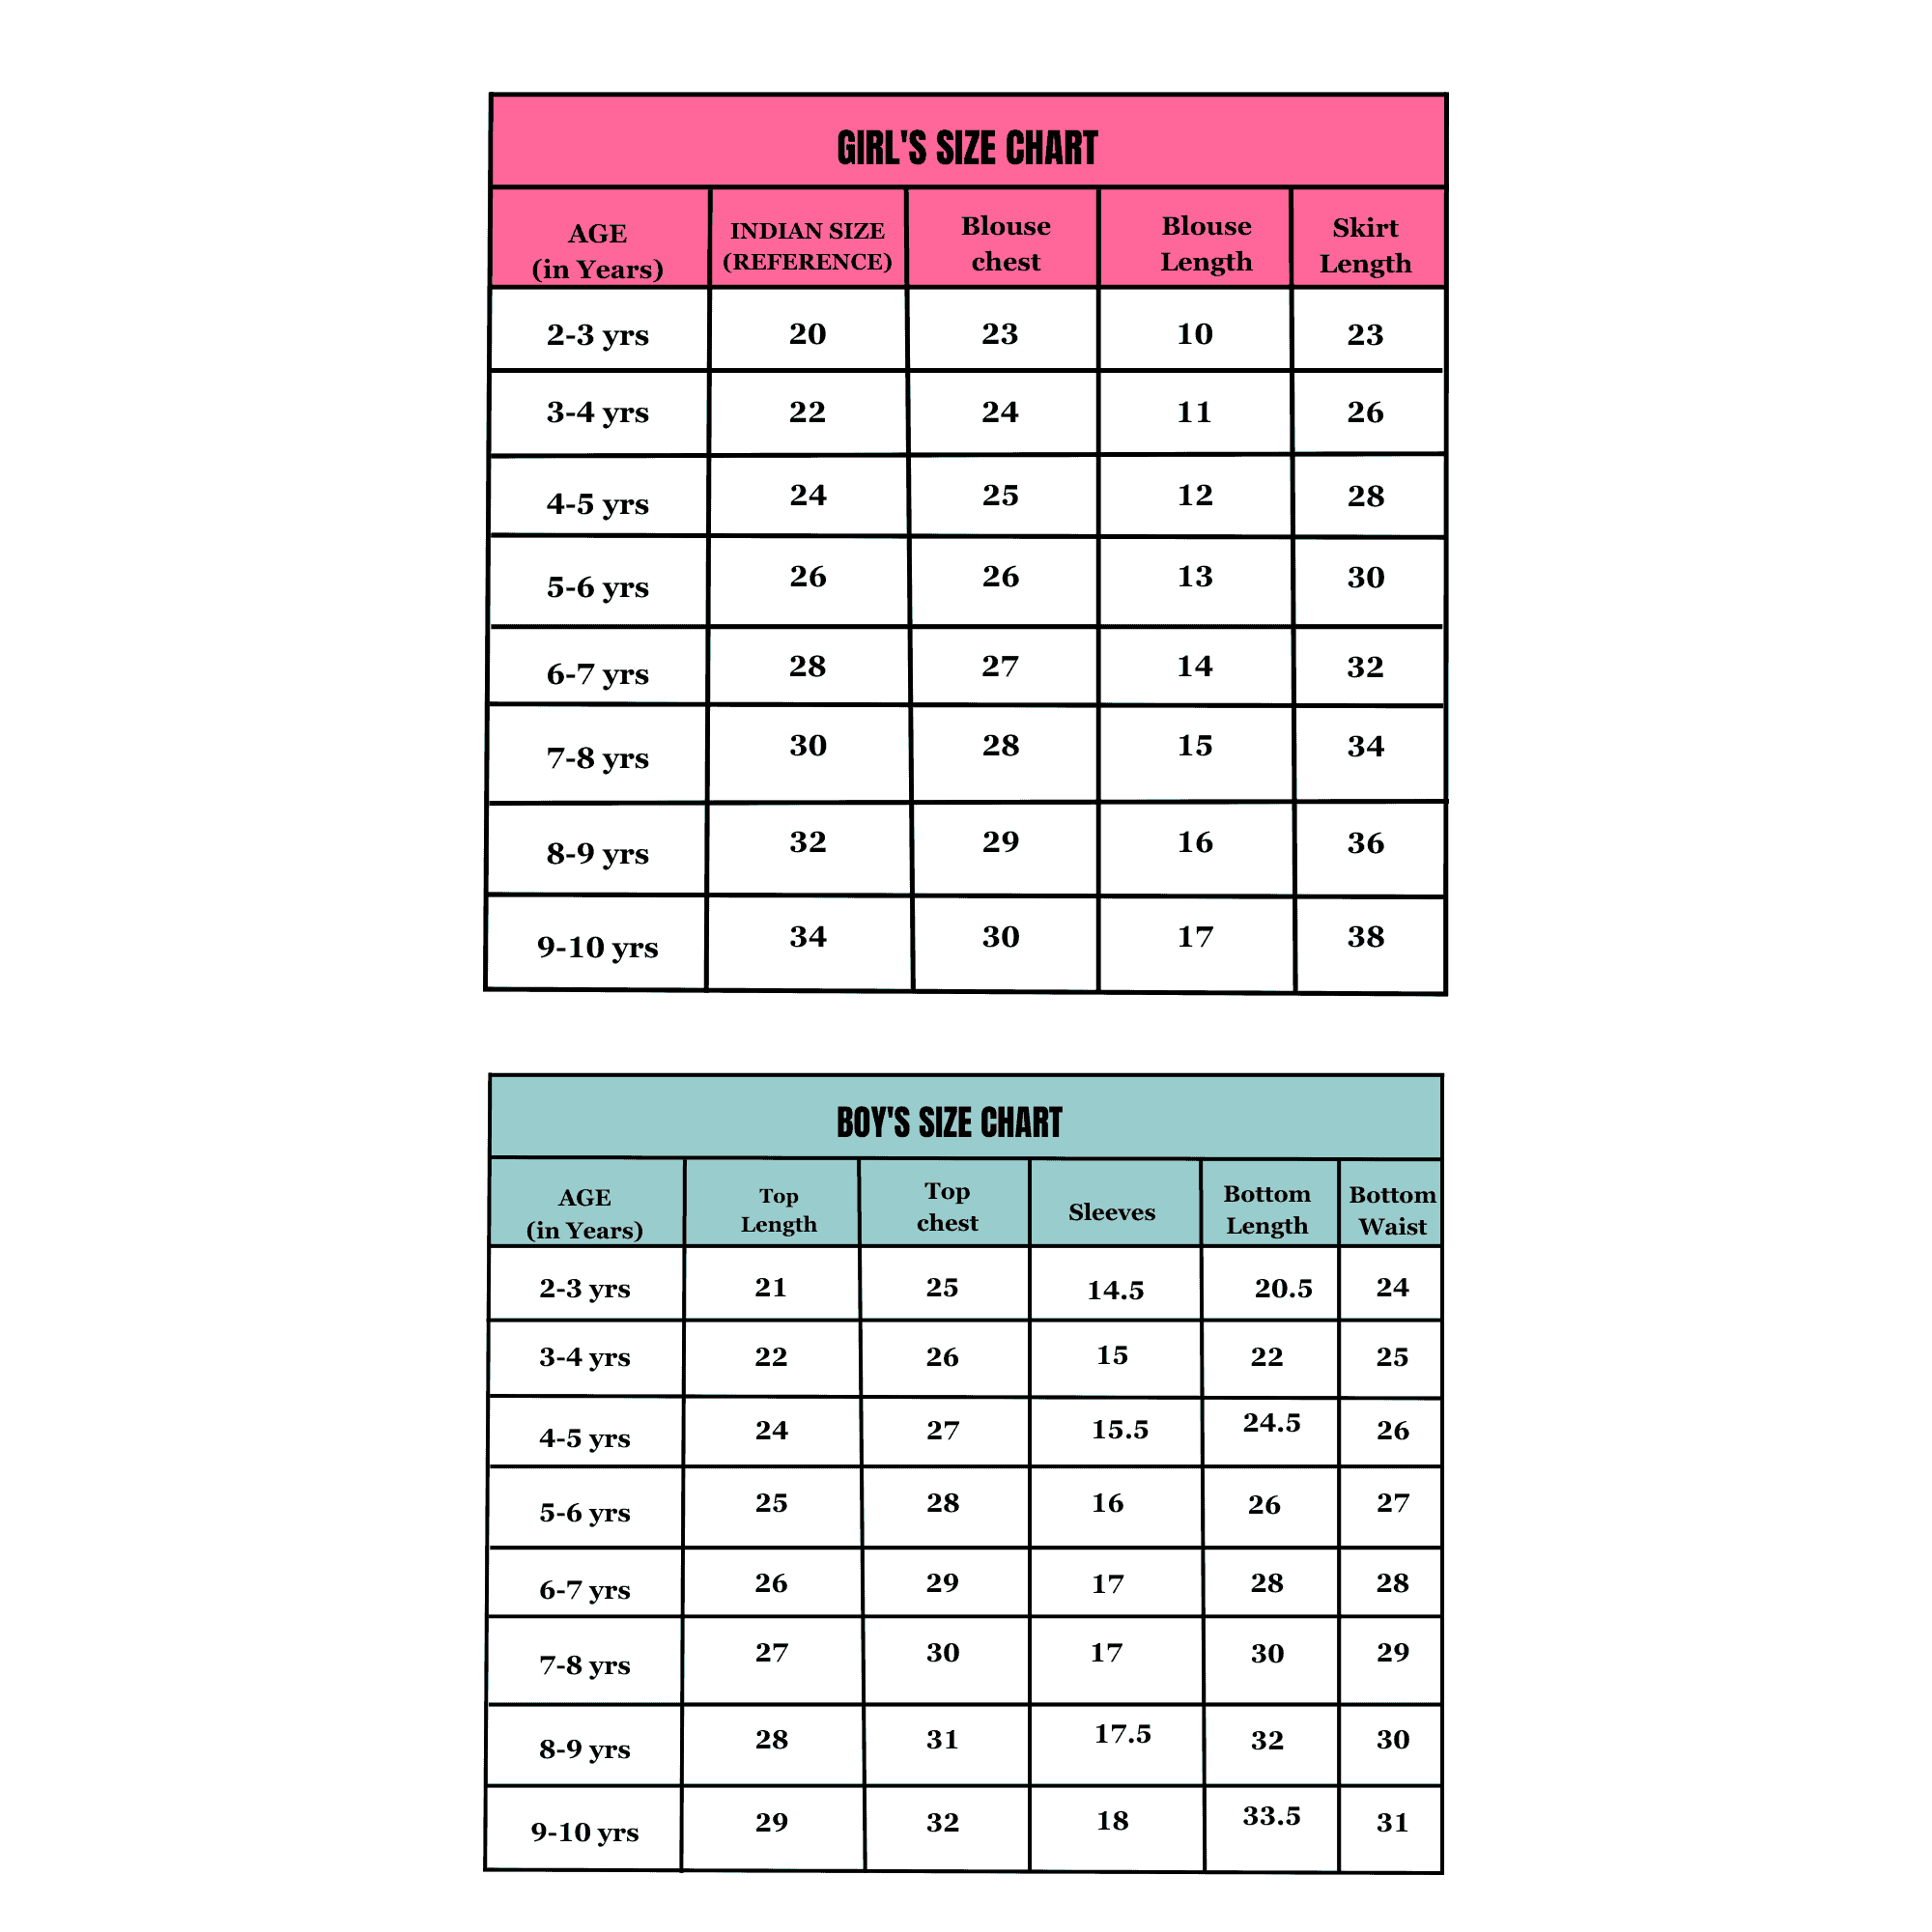 GIRL'S SIZE CHART
AGE (in Years) INDIAN SIZE (REFERENCE) Blouse chest Blouse Length Skirt Length
2-3 yrs 20 23 10 23
3-4 yrs 22 24 11 26
4-5 yrs 24 25 12 28
5-6 yrs 26 26 13 30
6-7 yrs 28 27 14 32
7-8 yrs 30 28 15 34
8-9 yrs 32 29 16 36
9-10 yrs 34 30 17 38
BOY'S SIZE CHART
AGE (in Years) Top Length Top chest Sleeves Bottom Length Bottom Waist
2-3 yrs 21 25 14.5 20.5 24
3-4 yrs 22 26 15 22 25
4-5 yrs 24 27 15.5 24.5 26
5-6 yrs 25 28 16 26 27
6-7 yrs 26 29 17 28 28
7-8 yrs 27 30 17 30 29
8-9 yrs 28 31 17.5 32 30
9-10 yrs 29 32 18 33.5 31